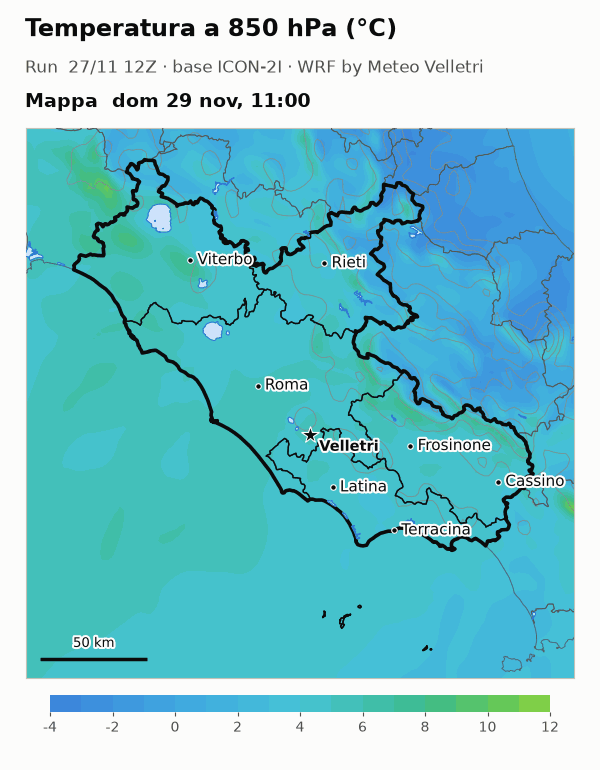 Temperatura a 850 hPa (°C)
Run  27/11 12Z · base ICON-2I · WRF by Meteo Velletri
Mappa  dom 29 nov, 11:00
Viterbo
Rieti
Roma
Velletri
Frosinone
Latina
Cassino
Terracina
50 km
-4 -2 0 2 4 6 8 10 12